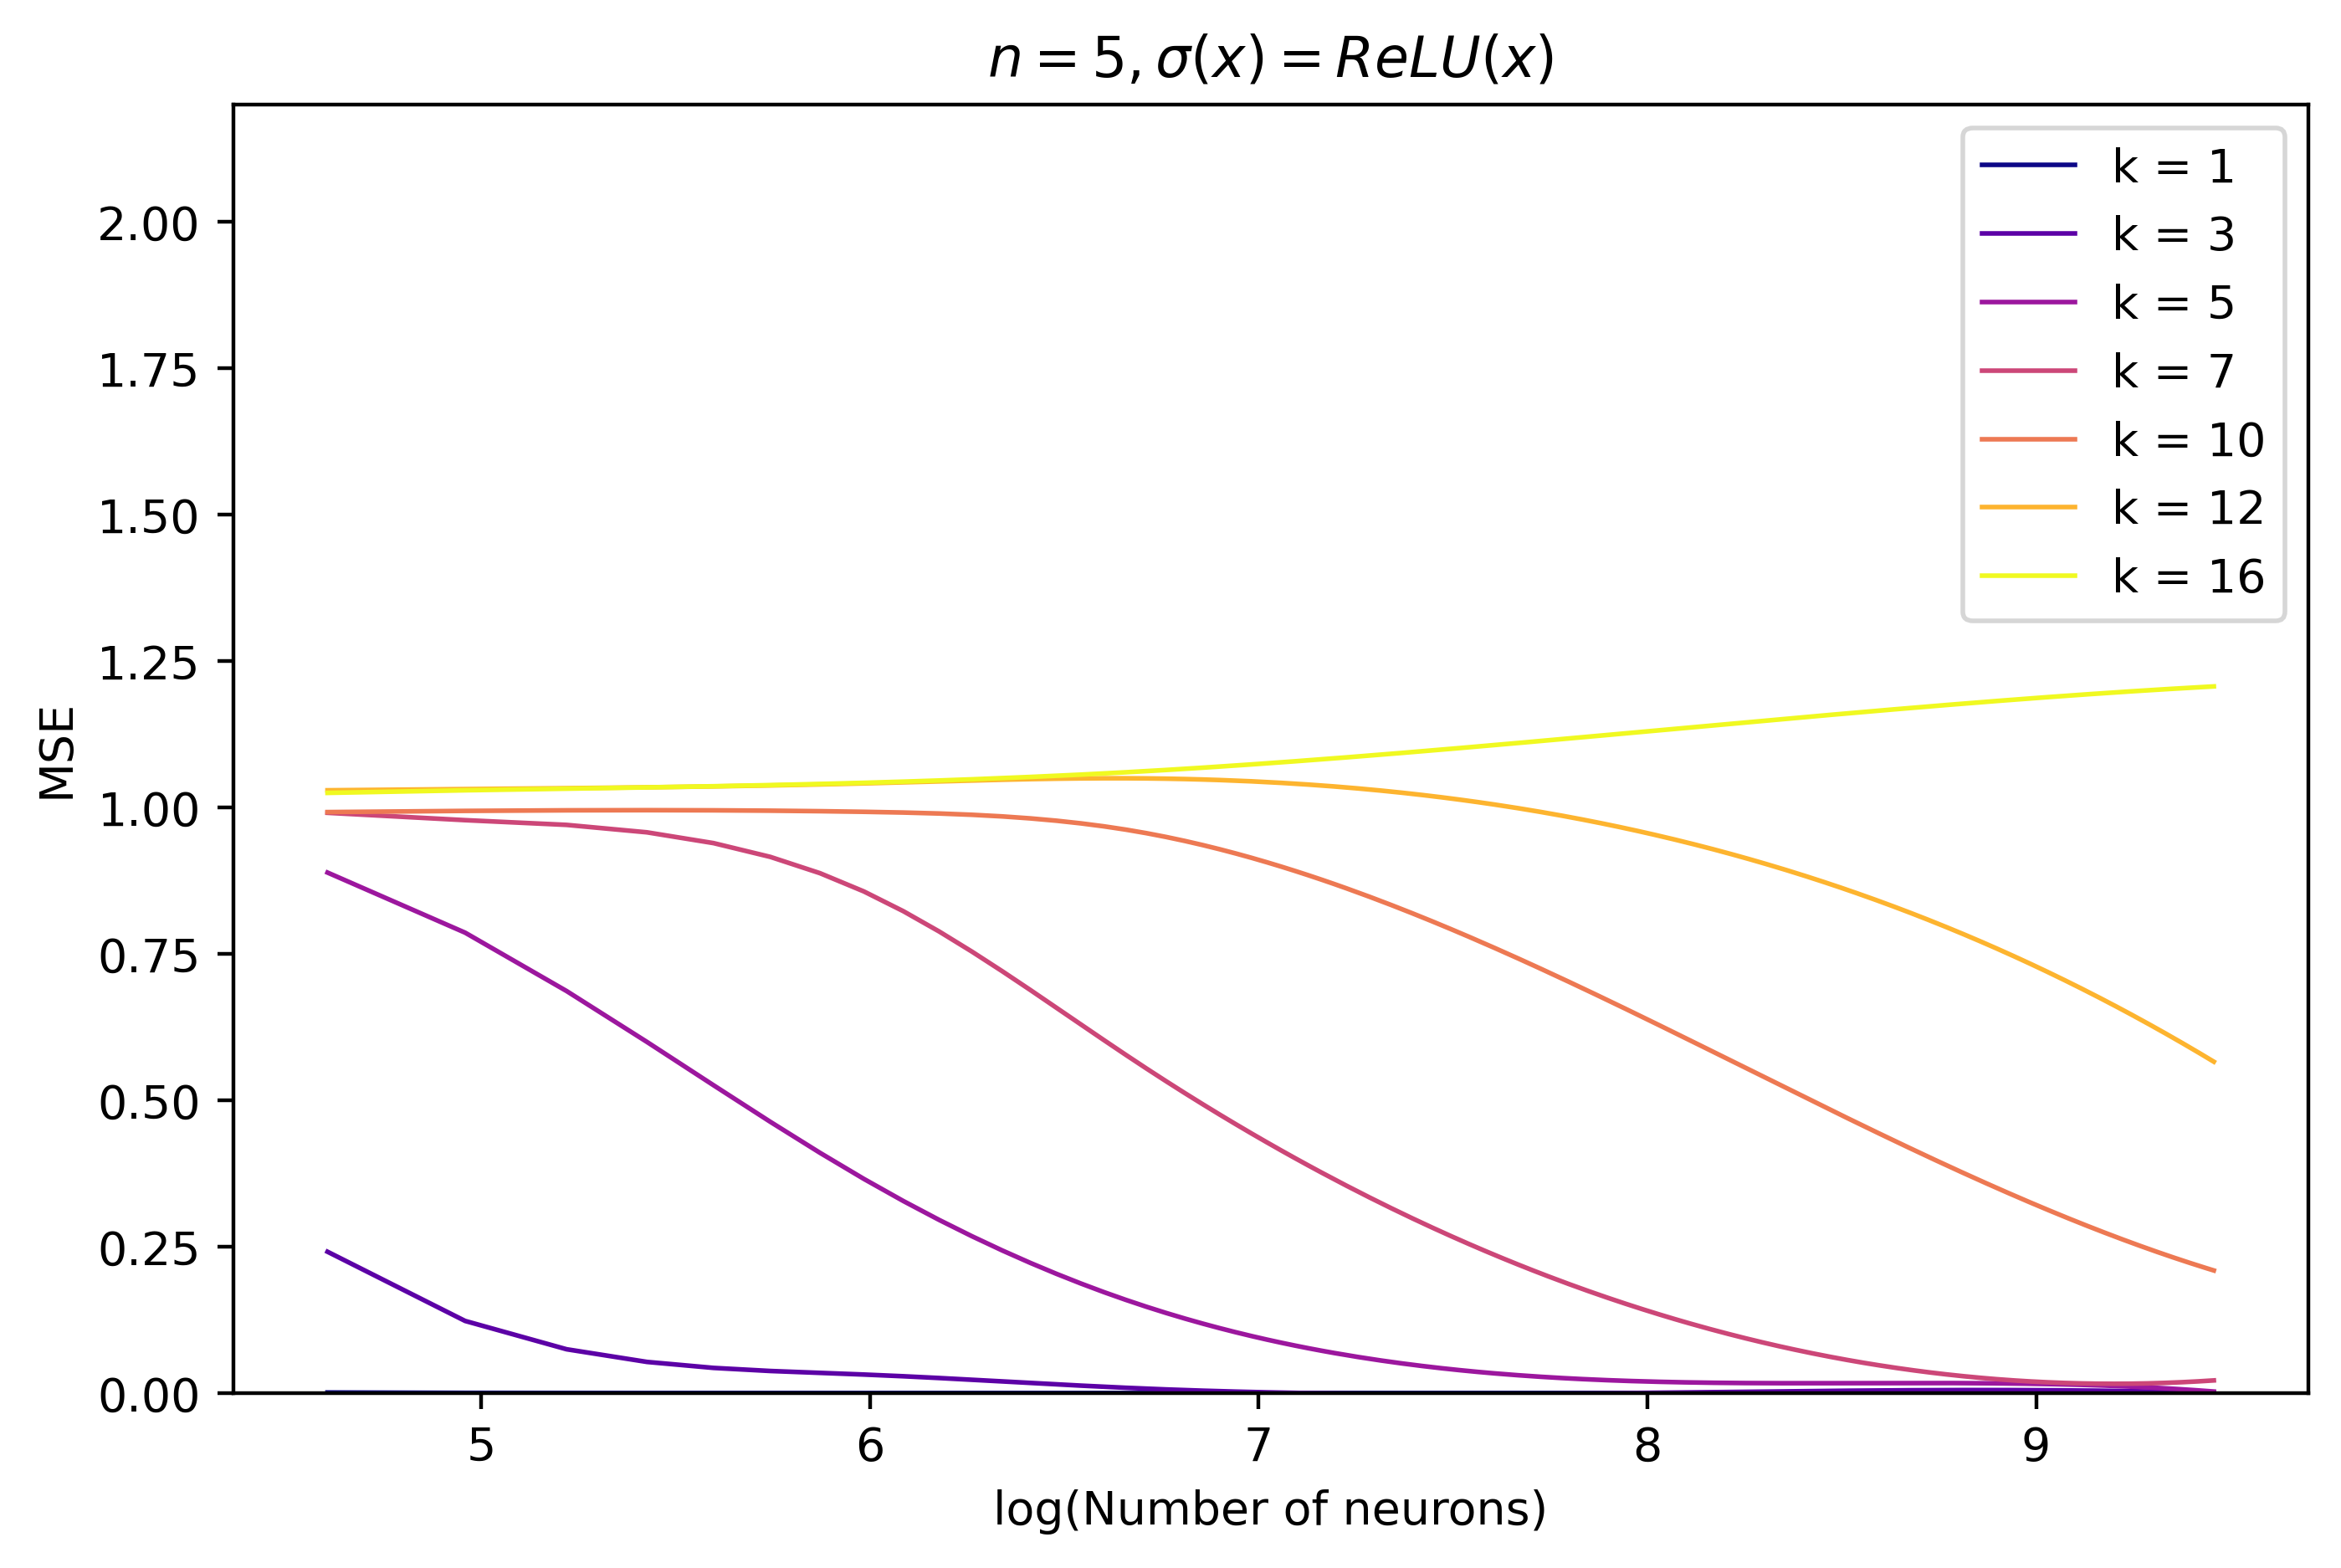 n = 5, σ(x) = ReLU(x)
k = 1
k = 3
k = 5
k = 7
k = 10
k = 12
k = 16
MSE
2.00
1.75
1.50
1.25
1.00
0.75
0.50
0.25
0.00
5 6 7 8 9
log(Number of neurons)